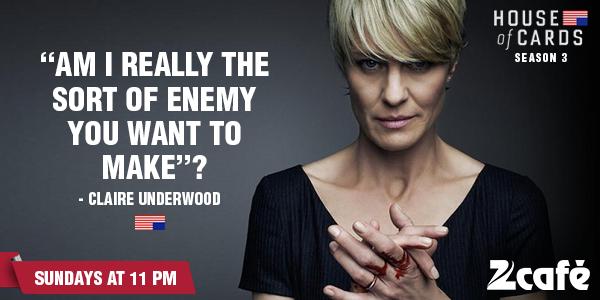 “AM I REALLY THE
SORT OF ENEMY
YOU WANT TO
MAKE”?
- CLAIRE UNDERWOOD
SUNDAYS AT 11 PM
HOUSE
of CARDS
SEASON 3
Zcafé